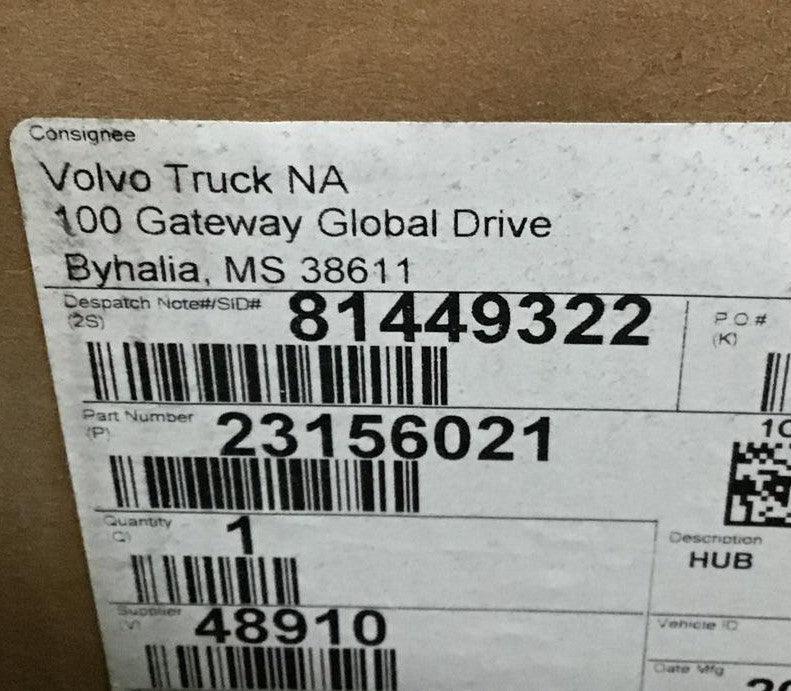 Consignee
Volvo Truck NA
100 Gateway Global Drive
Byhalia, MS 38611
Despatch Note#/SID# 81449322
(2S)
P O #
(K)
Part Number 23156021
(P)
Quantity 1
Description
HUB
Supplier 48910
(V)
Vehicle ID
Date Mfg